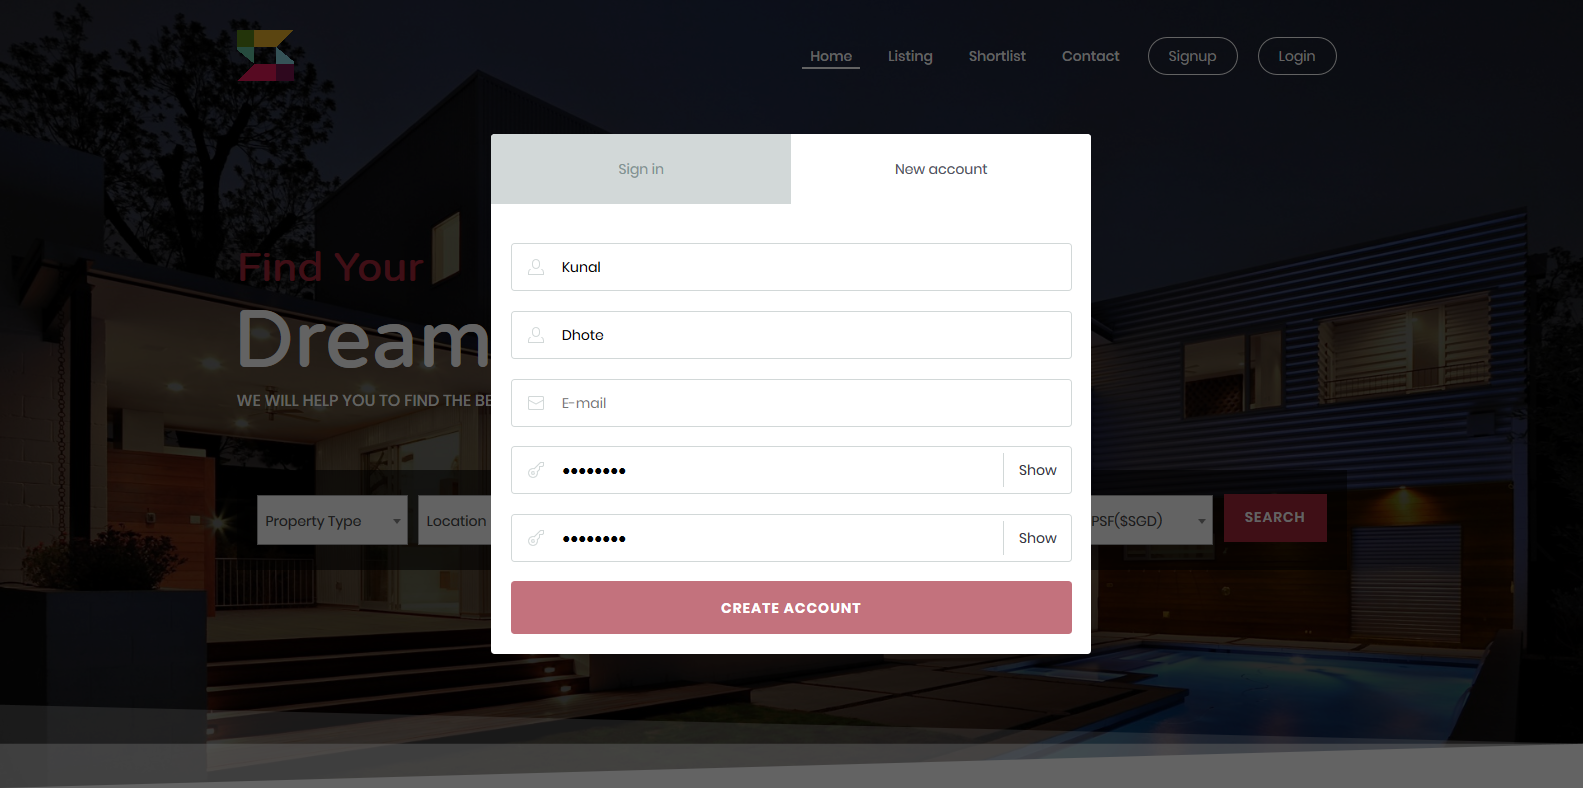 Home Listing Shortlist Contact Signup Login
Sign in New account
Find Your
Dream
WE WILL HELP YOU TO FIND THE BE
Kunal
Dhote
E-mail
•••••••• Show
•••••••• Show
Property Type Location PSF($SGD) SEARCH
CREATE ACCOUNT